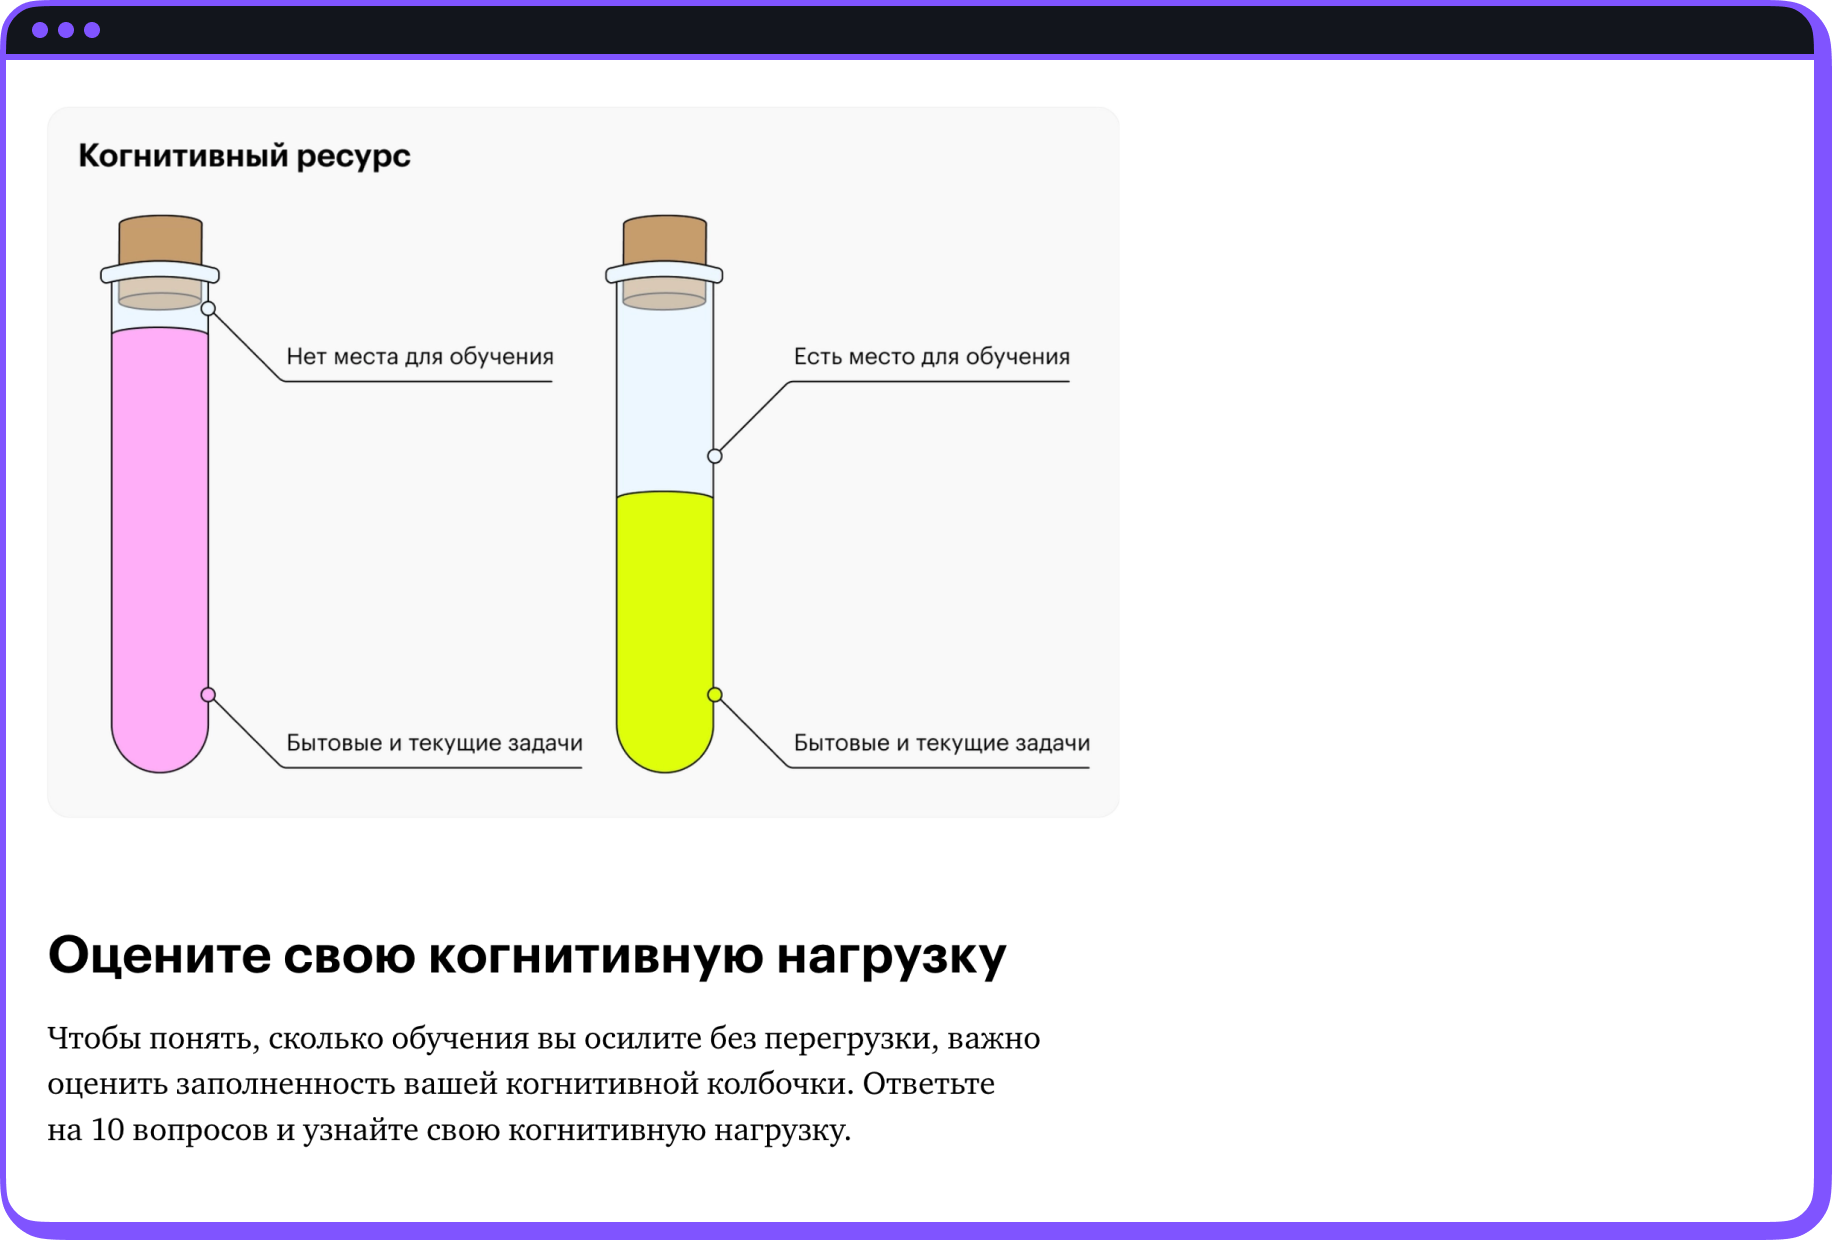 Когнитивный ресурс
Нет места для обучения
Есть место для обучения
Бытовые и текущие задачи
Бытовые и текущие задачи
Оцените свою когнитивную нагрузку
Чтобы понять, сколько обучения вы осилите без перегрузки, важно
оценить заполненность вашей когнитивной колбочки. Ответьте
на 10 вопросов и узнайте свою когнитивную нагрузку.